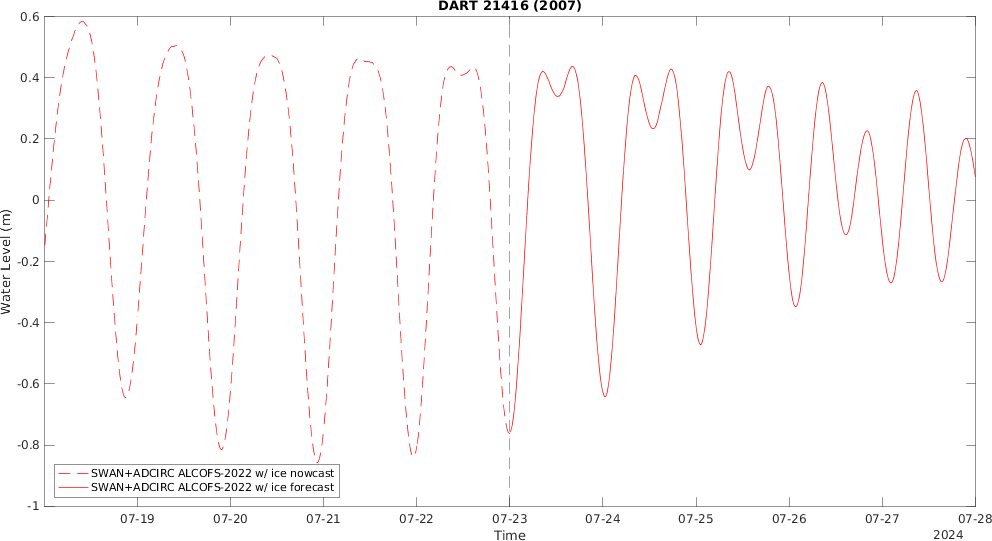 DART 21416 (2007)
0.6
0.4
0.2
0
-0.2
-0.4
-0.6
-0.8
-1
Water Level (m)
SWAN+ADCIRC ALCOFS-2022 w/ ice nowcast
SWAN+ADCIRC ALCOFS-2022 w/ ice forecast
07-19 07-20 07-21 07-22 07-23 07-24 07-25 07-26 07-27 07-28
Time
2024